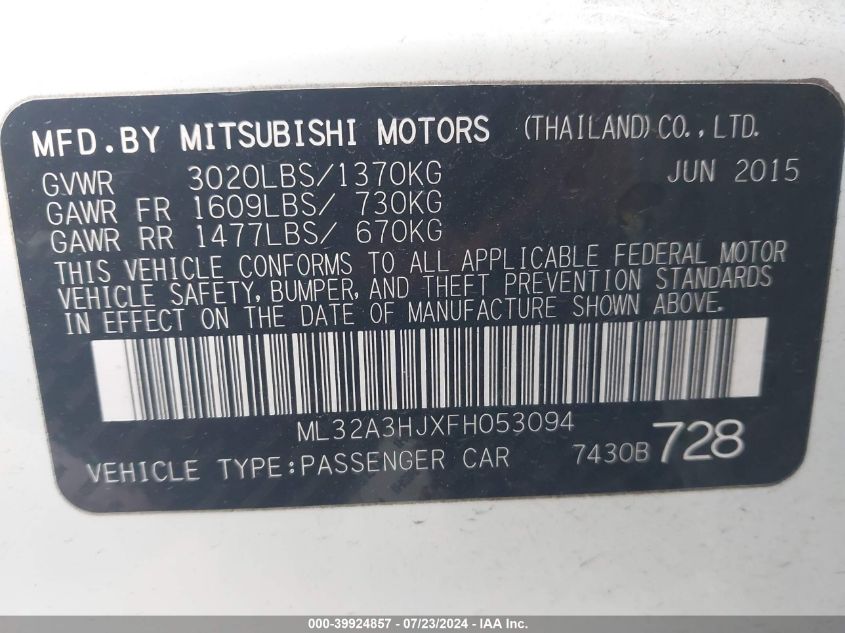 MFD.BY MITSUBISHI MOTORS (THAILAND)CO.,LTD.
GVWR 3020LBS/1370KG JUN 2015
GAWR FR 1609LBS/ 730KG
GAWR RR 1477LBS/ 670KG
THIS VEHICLE CONFORMS TO ALL APPLICABLE FEDERAL MOTOR
VEHICLE SAFETY, BUMPER, AND THEFT PREVENTION STANDARDS
IN EFFECT ON THE DATE OF MANUFACTURE SHOWN ABOVE.
ML32A3HJXFH053094
VEHICLE TYPE:PASSENGER CAR 7430B 728
000-39924857 - 07/23/2024 - IAAI.COM